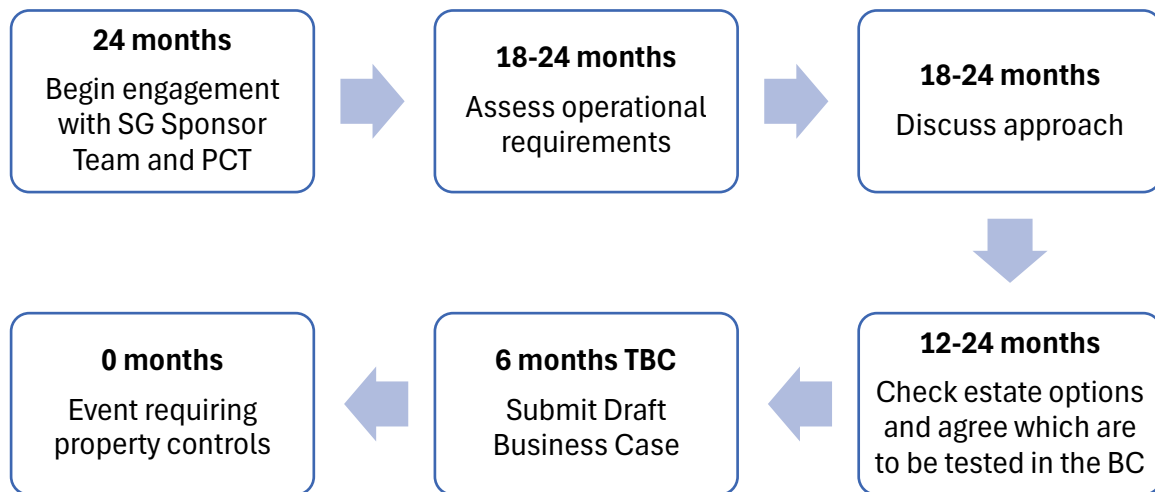 24 months
Begin engagement
with SG Sponsor
Team and PCT
18-24 months
Assess operational
requirements
18-24 months
Discuss approach
12-24 months
Check estate options
and agree which are
to be tested in the BC
6 months TBC
Submit Draft
Business Case
0 months
Event requiring
property controls